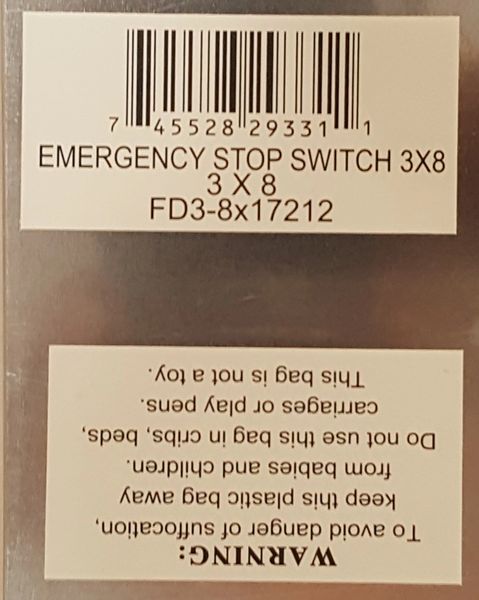 7 45528 29331 1
EMERGENCY STOP SWITCH 3X8
3 X 8
FD3-8x17212
WARNING:
To avoid danger of suffocation,
keep this plastic bag away
from babies and children.
Do not use this bag in cribs, beds,
carriages or play pens.
This bag is not a toy.